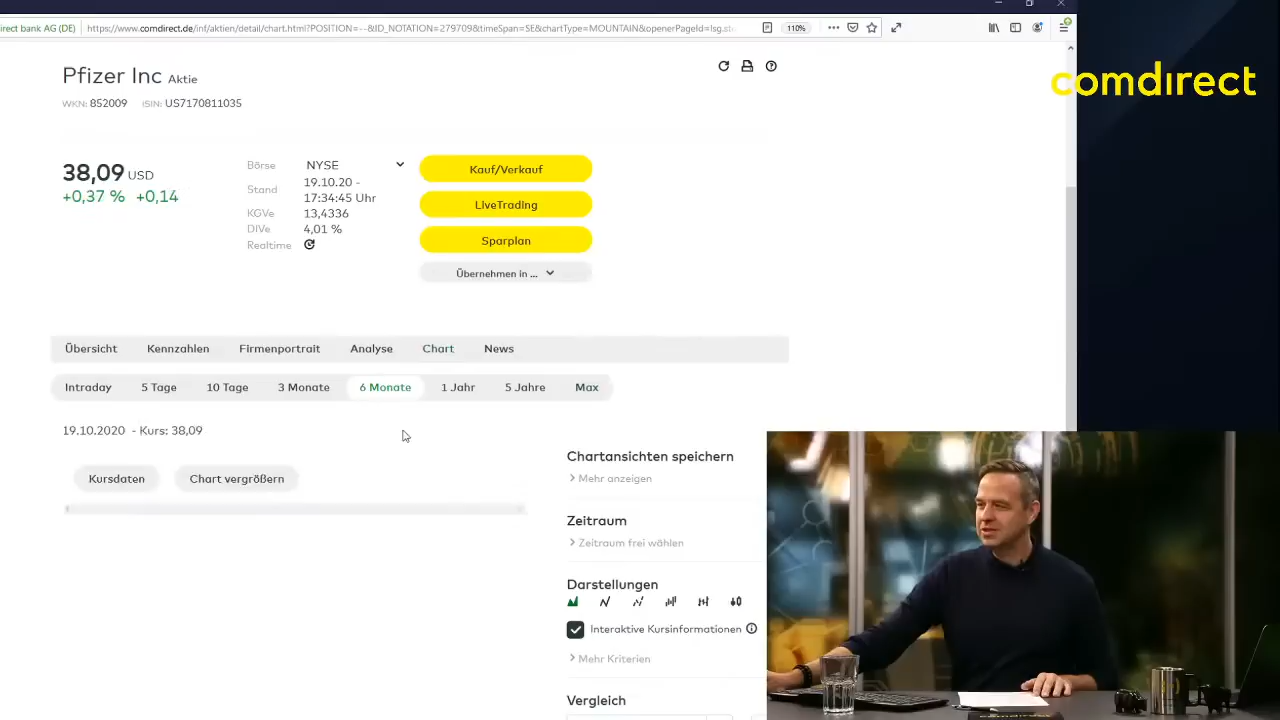 irect bank AG (DE) https://www.comdirect.de/inf/aktien/detail/chart.html?POSITION=--&ID_NOTATION=279709&timeSpan=SE&chartType=MOUNTAIN&openerPageId=lsg.st 110%
Pfizer Inc Aktie
WKN: 852009 ISIN: US7170811035
comdirect
38,09 USD
+0,37 % +0,14
Börse NYSE
Stand 19.10.20 -
17:34:45 Uhr
KGVe 13,4336
DIVe 4,01 %
Realtime
Kauf/Verkauf
LiveTrading
Sparplan
Übernehmen in ...
Übersicht Kennzahlen Firmenportrait Analyse Chart News
Intraday 5 Tage 10 Tage 3 Monate 6 Monate 1 Jahr 5 Jahre Max
19.10.2020 - Kurs: 38,09
Kursdaten Chart vergrößern
Chartansichten speichern
Mehr anzeigen
Zeitraum
Zeitraum frei wählen
Darstellungen
Interaktive Kursinformationen
Mehr Kriterien
Vergleich